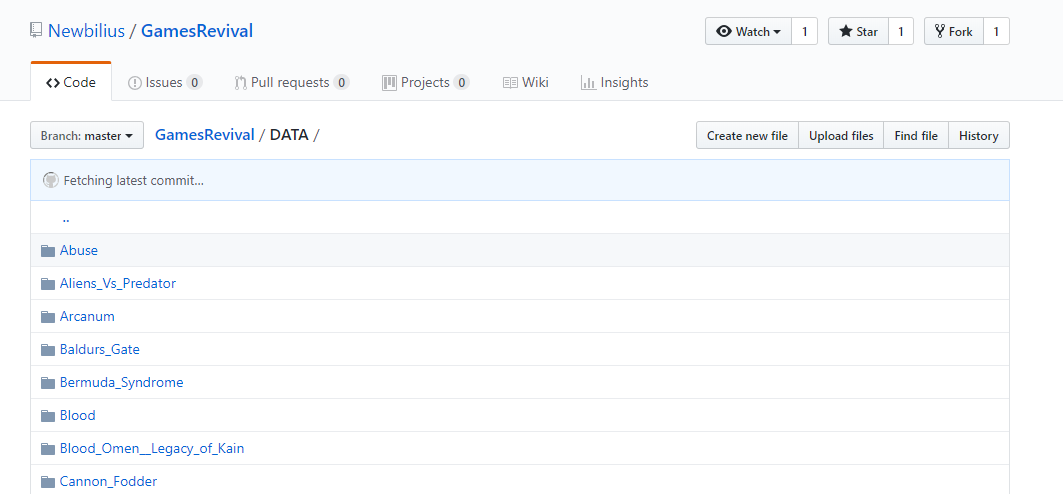 Newbilius / GamesRevival Watch 1 Star 1 Fork 1
Code Issues 0 Pull requests 0 Projects 0 Wiki Insights
Branch: master GamesRevival / DATA / Create new file Upload files Find file History
Fetching latest commit...
..
Abuse
Aliens_Vs_Predator
Arcanum
Baldurs_Gate
Bermuda_Syndrome
Blood
Blood_Omen__Legacy_of_Kain
Cannon_Fodder